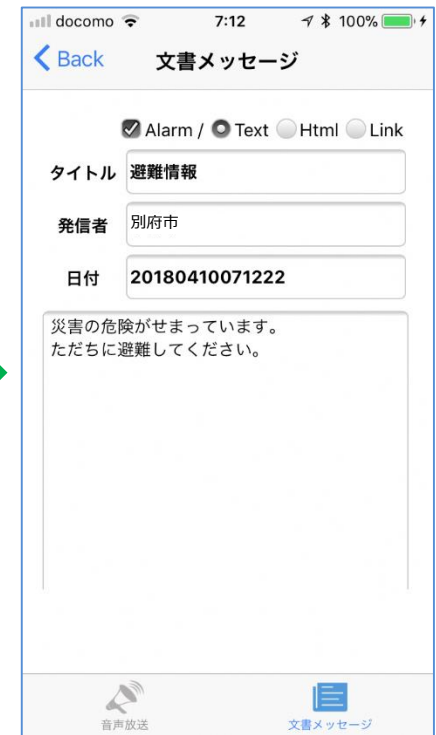 docomo 7:12 100%
Back 文書メッセージ
Alarm / Text Html Link
タイトル 避難情報
発信者 別府市
日付 20180410071222
災害の危険がせまっています。
ただちに避難してください。
音声放送 文書メッセージ